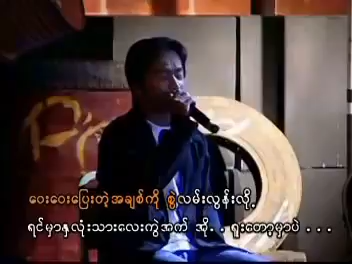 ဝေးဝေးပြေးတဲ့အချစ်ကို စွဲလမ်းလွန်းလို့
ရင်မှာနှလုံးသားလေးကွဲအက် အို . . ရူးတော့မှာပဲ . . .